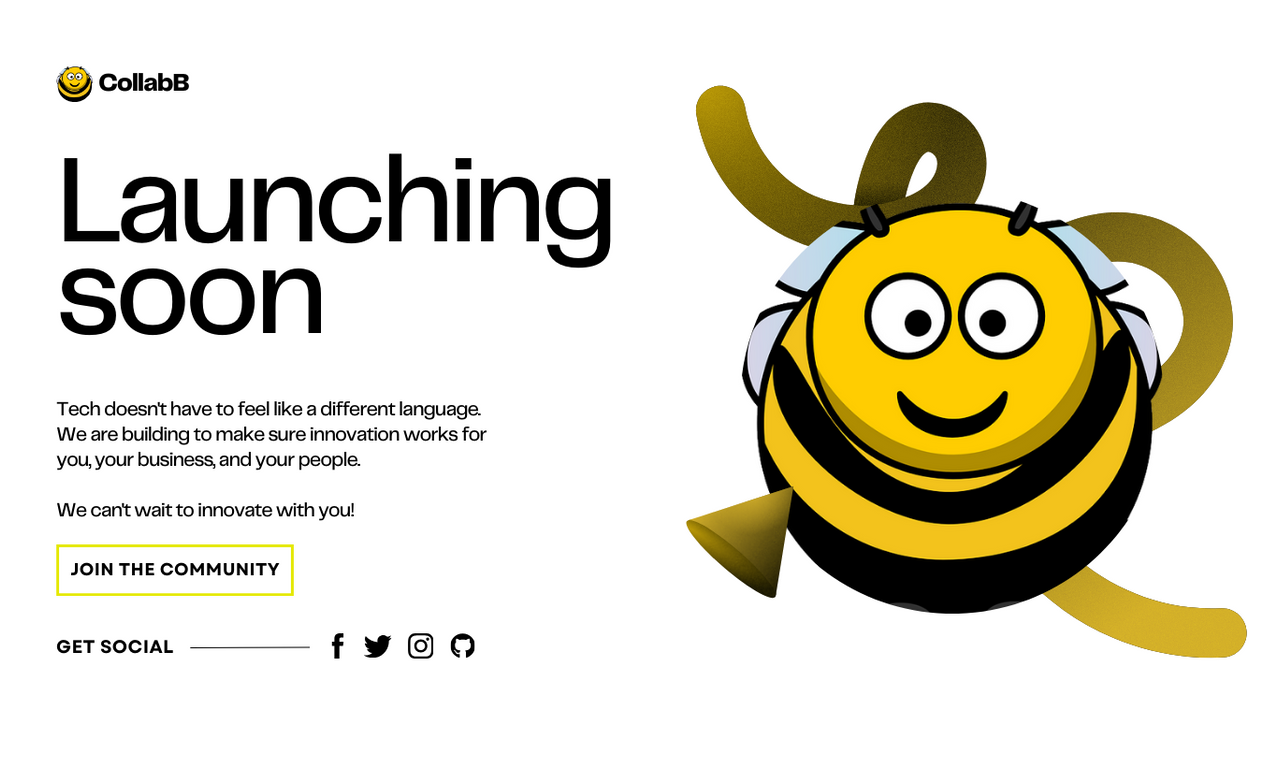 CollabB
Launching
soon
Tech doesn't have to feel like a different language.
We are building to make sure innovation works for
you, your business, and your people.
We can't wait to innovate with you!
JOIN THE COMMUNITY
GET SOCIAL